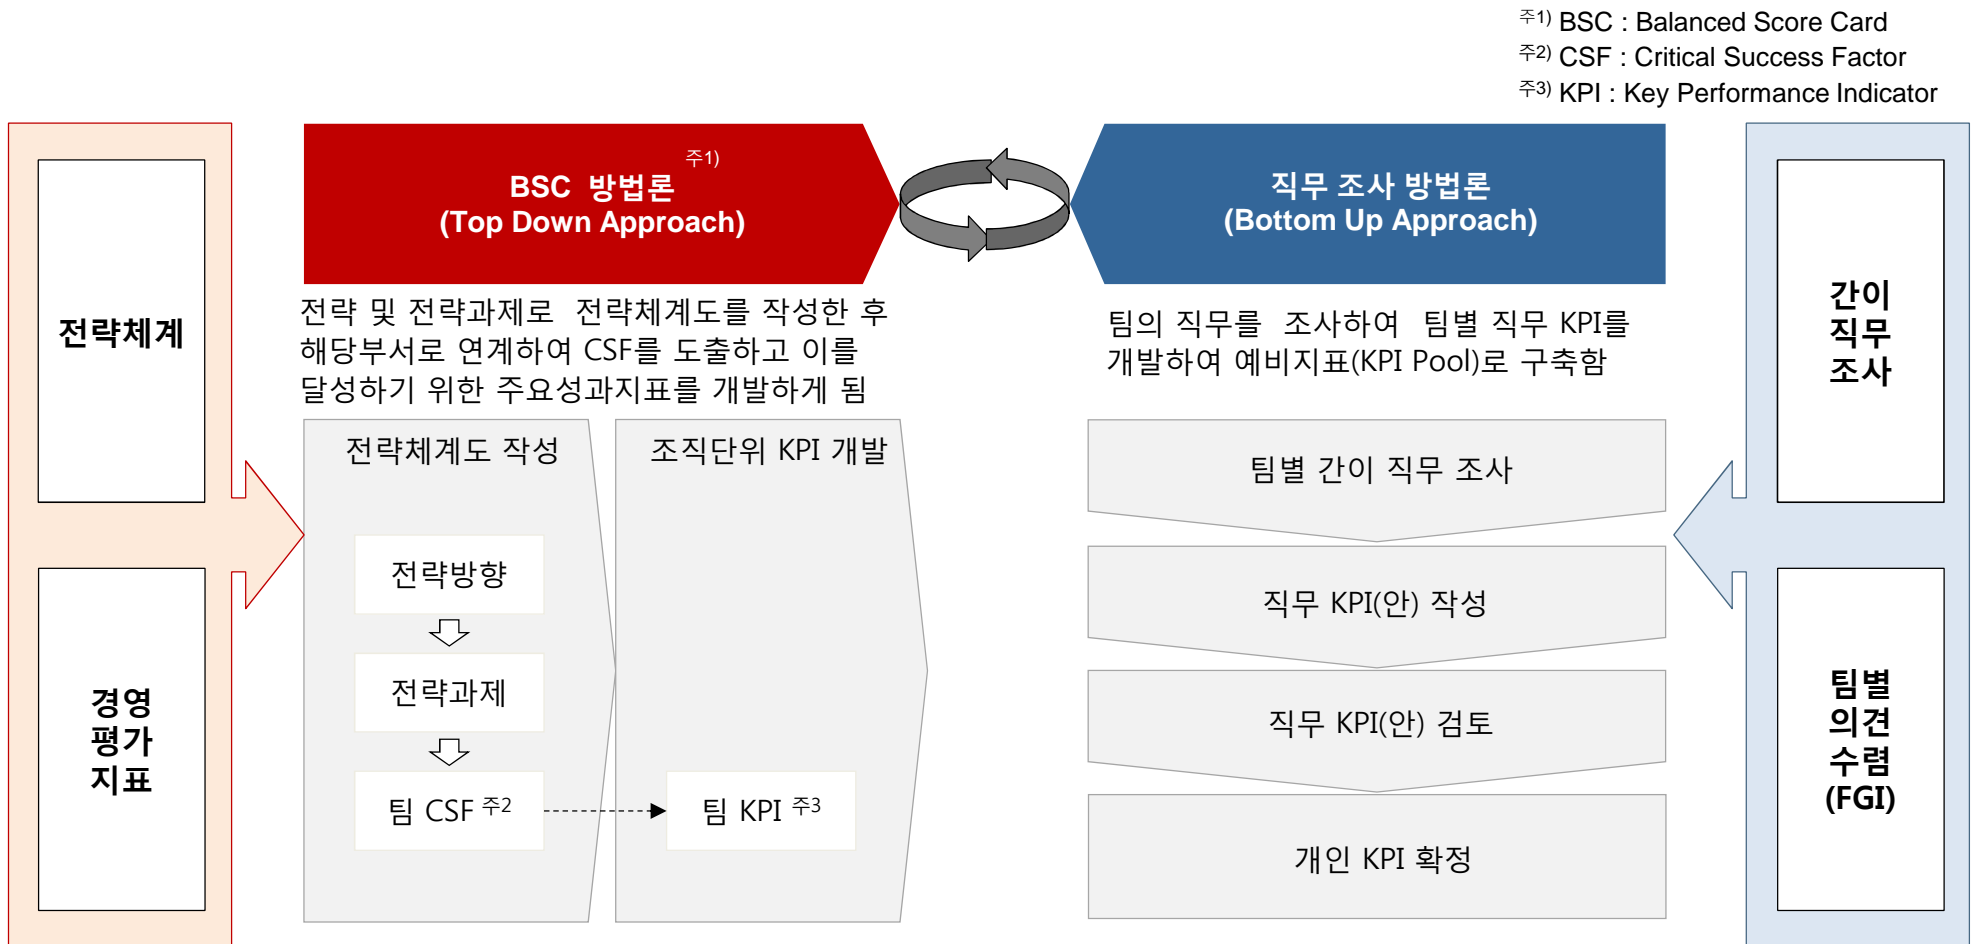 주1) BSC : Balanced Score Card
주2) CSF : Critical Success Factor
주3) KPI : Key Performance Indicator
전략체계
경영
평가
지표
BSC 방법론 주1)
(Top Down Approach)
전략 및 전략과제로 전략체계도를 작성한 후
해당부서로 연계하여 CSF를 도출하고 이를
달성하기 위한 주요성과지표를 개발하게 됨
전략체계도 작성
전략방향
전략과제
팀 CSF 주2
조직단위 KPI 개발
팀 KPI 주3
직무 조사 방법론
(Bottom Up Approach)
팀의 직무를 조사하여 팀별 직무 KPI를
개발하여 예비지표(KPI Pool)로 구축함
팀별 간이 직무 조사
직무 KPI(안) 작성
직무 KPI(안) 검토
개인 KPI 확정
간이
직무
조사
팀별
의견
수렴
(FGI)